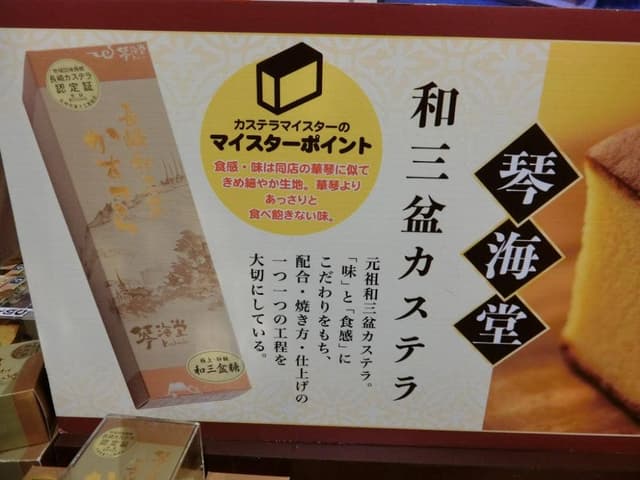 琴海堂
和三盆カステラ
元祖和三盆カステラ。
「味」と「食感」に
こだわりをもち、
配合・焼き方・仕上げの
一つ一つの工程を
大切にしている。
カステラマイスターの
マイスターポイント
食感・味は同店の華琴に似て
きめ細やか生地。華琴より
あっさりと
食べ飽きない味。
長崎カステラ
認定証
琴海堂
和三盆糖